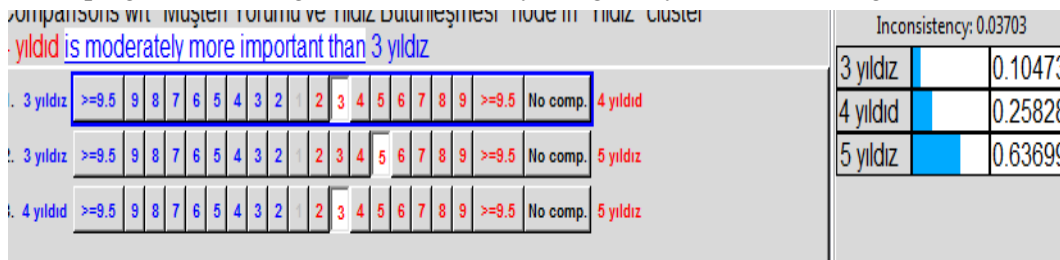 Comparisons wrt "Müşteri Yorumu ve Yıldız Bütünleşmesi" node in "Yıldız" cluster
yıldıd is moderately more important than 3 yıldız
1. 3 yıldız >=9.5 9 8 7 6 5 4 3 2 1 2 3 4 5 6 7 8 9 >=9.5 No comp. 4 yıldıd
2. 3 yıldız >=9.5 9 8 7 6 5 4 3 2 1 2 3 4 5 6 7 8 9 >=9.5 No comp. 5 yıldız
3. 4 yıldıd >=9.5 9 8 7 6 5 4 3 2 1 2 3 4 5 6 7 8 9 >=9.5 No comp. 5 yıldız
Inconsistency: 0.03703
3 yıldız 0.10473
4 yıldıd 0.25828
5 yıldız 0.63699